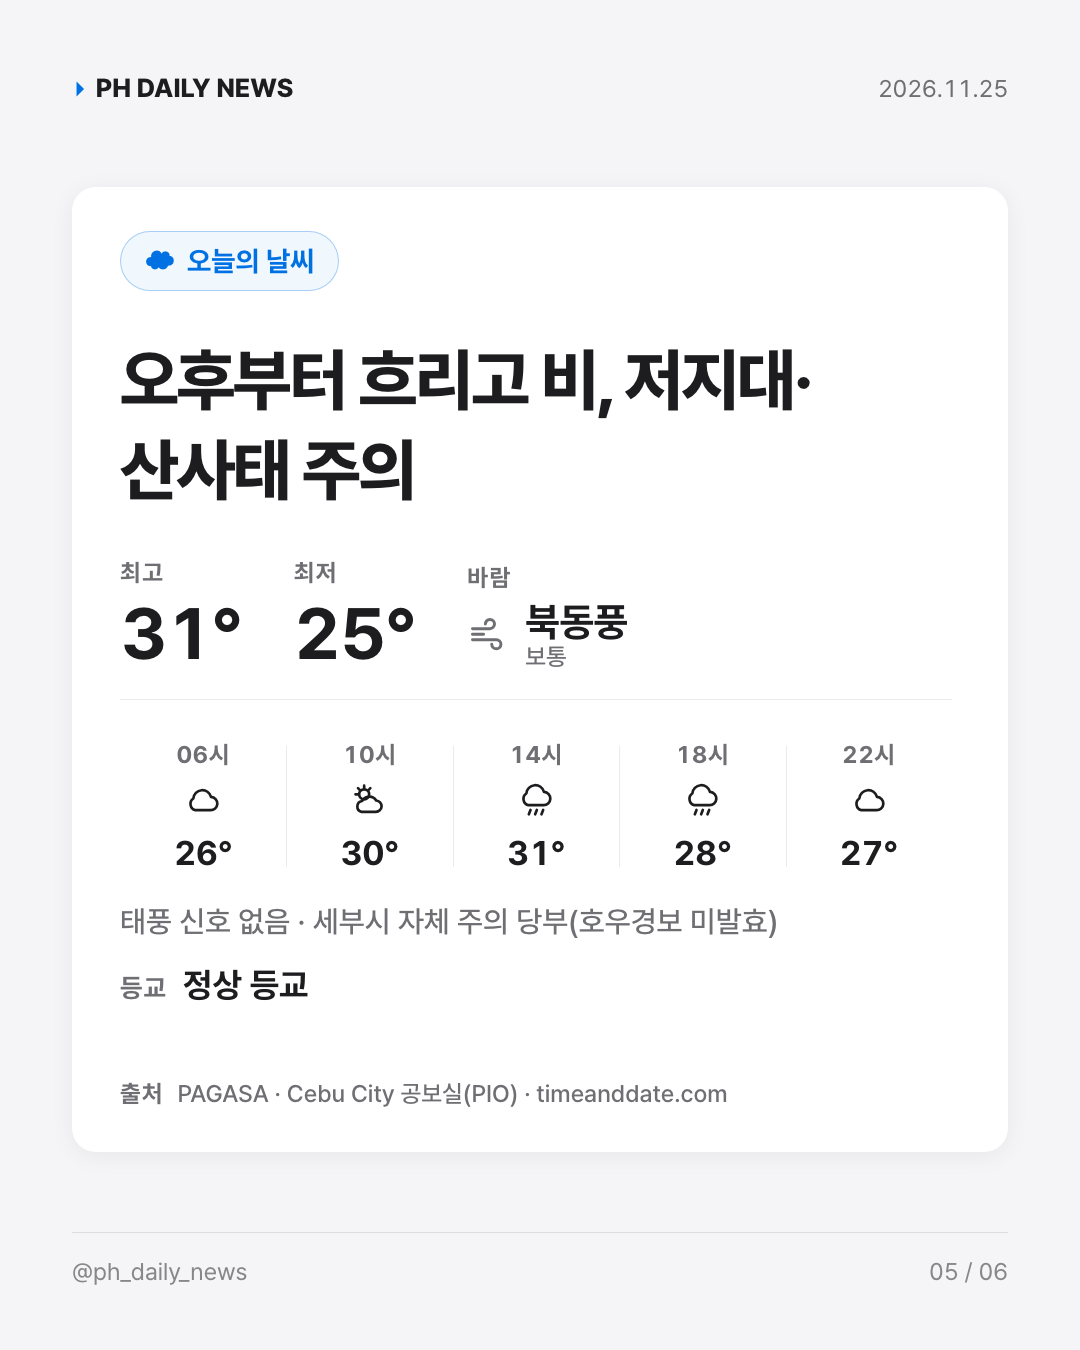 PH DAILY NEWS
2026.11.25
오늘의 날씨
오후부터 흐리고 비, 저지대·
산사태 주의
최고
31°
최저
25°
바람
북동풍
보통
06시
26°
10시
30°
14시
31°
18시
28°
22시
27°
태풍 신호 없음 · 세부시 자체 주의 당부(호우경보 미발효)
등교 정상 등교
출처 PAGASA · Cebu City 공보실(PIO) · timeanddate.com
@ph_daily_news
05 / 06